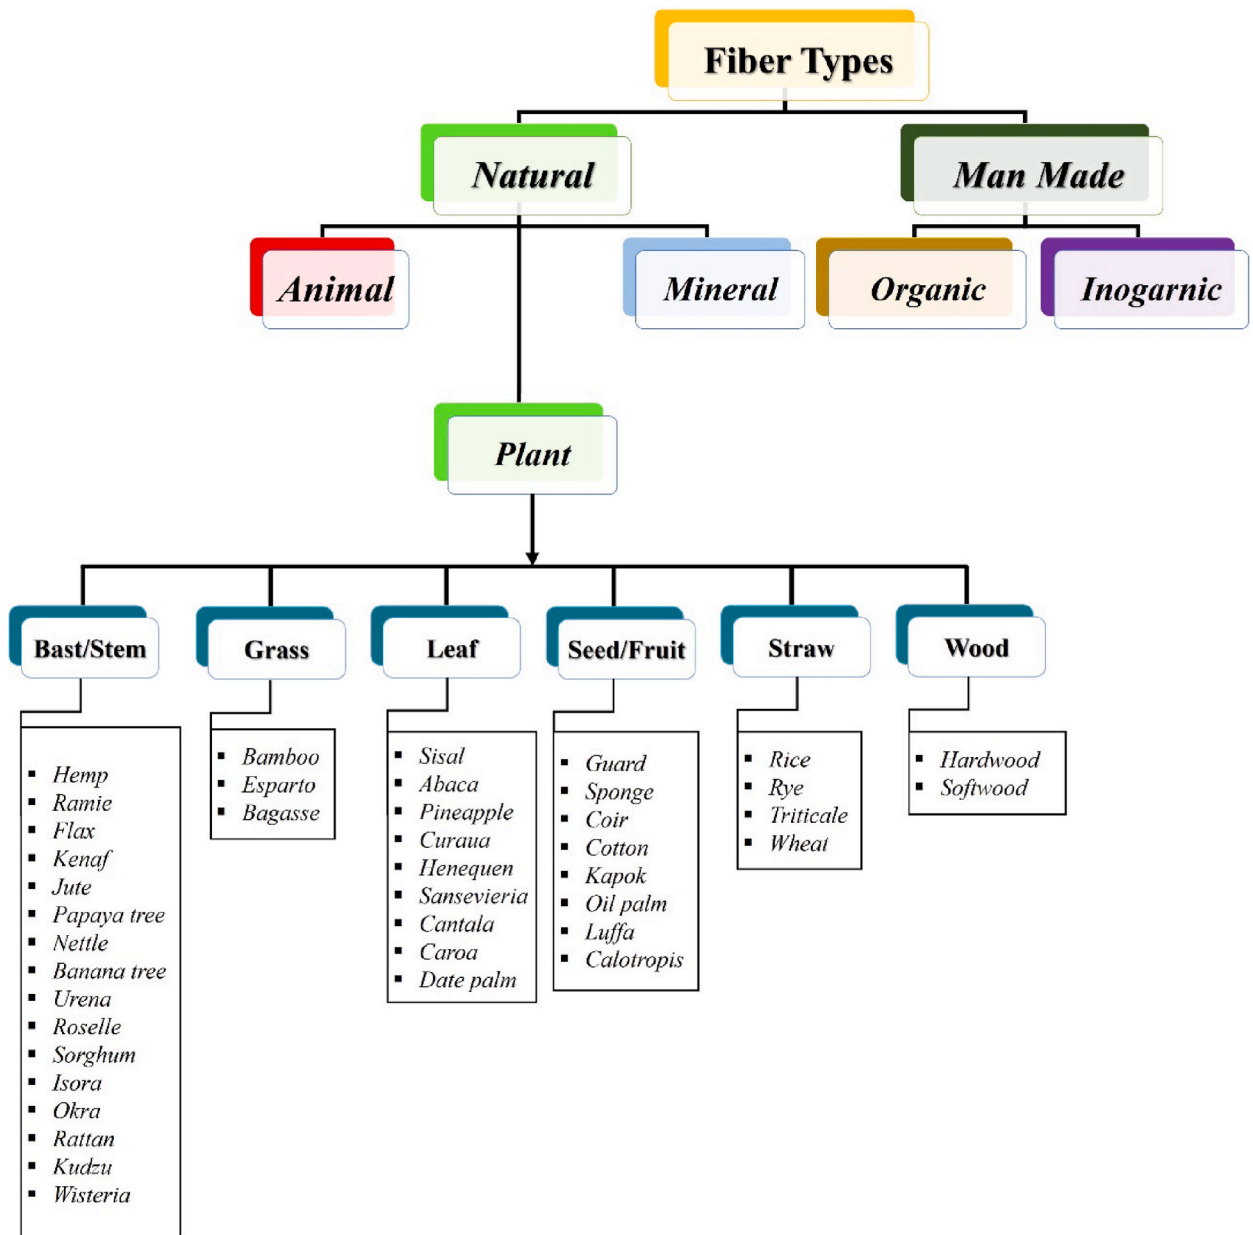 Fiber Types
Natural
Man Made
Animal
Mineral
Organic
Inogarnic
Plant
Bast/Stem
Grass
Leaf
Seed/Fruit
Straw
Wood
▪ Hemp
▪ Ramie
▪ Flax
▪ Kenaf
▪ Jute
▪ Papaya tree
▪ Nettle
▪ Banana tree
▪ Urena
▪ Roselle
▪ Sorghum
▪ Isora
▪ Okra
▪ Rattan
▪ Kudzu
▪ Wisteria
▪ Bamboo
▪ Esparto
▪ Bagasse
▪ Sisal
▪ Abaca
▪ Pineapple
▪ Curaua
▪ Henequen
▪ Sansevieria
▪ Cantala
▪ Caroa
▪ Date palm
▪ Guard
▪ Sponge
▪ Coir
▪ Cotton
▪ Kapok
▪ Oil palm
▪ Luffa
▪ Calotropis
▪ Rice
▪ Rye
▪ Triticale
▪ Wheat
▪ Hardwood
▪ Softwood